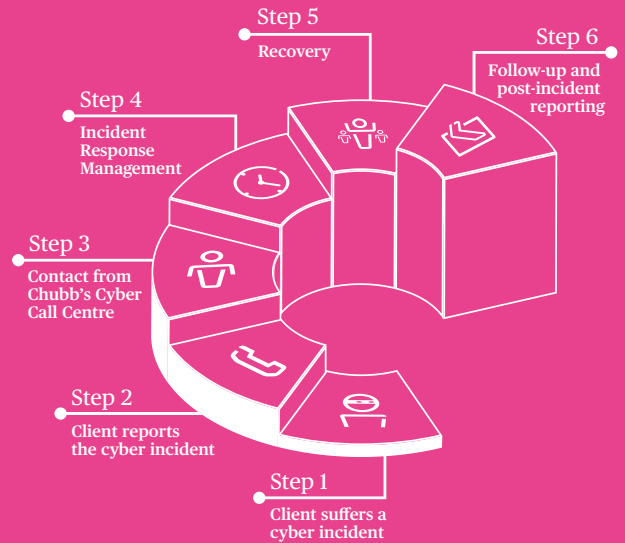 Step 5
Recovery
Step 6
Follow-up and
post-incident
reporting
Step 4
Incident
Response
Management
Step 3
Contact from
Chubb's Cyber
Call Centre
Step 2
Client reports
the cyber incident
Step 1
Client suffers a
cyber incident